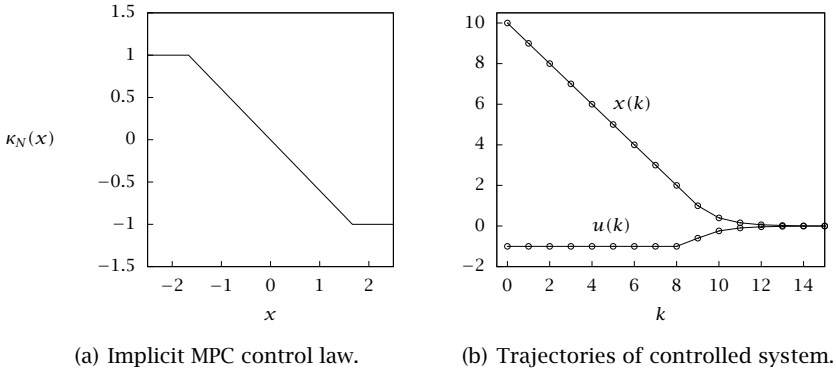 1.5
1
0.5
0
−0.5
−1
−1.5
κN(x)
−2 −1 0 1 2
x
(a) Implicit MPC control law.
10
8
6
4
2
0
−2
x(k)
u(k)
0 2 4 6 8 10 12 14
k
(b) Trajectories of controlled system.